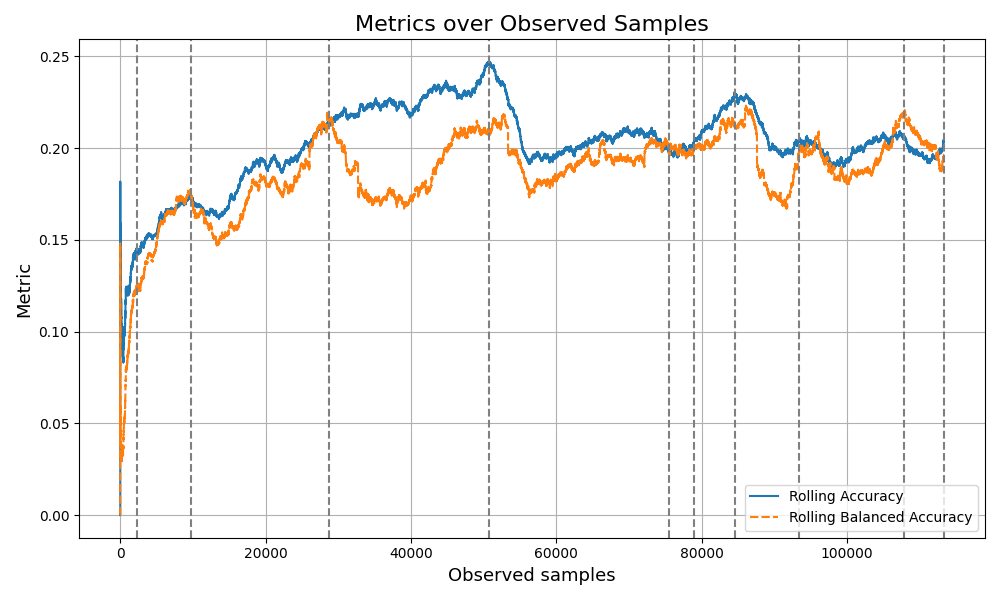 Metrics over Observed Samples
Metric
0.25
0.20
0.15
0.10
0.05
0.00
Rolling Accuracy
Rolling Balanced Accuracy
0 20000 40000 60000 80000 100000
Observed samples